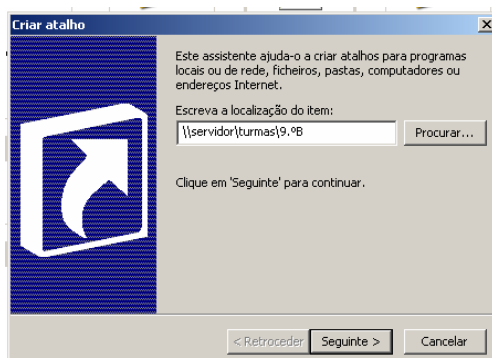 Criar atalho
Este assistente ajuda-o a criar atalhos para programas
locais ou de rede, ficheiros, pastas, computadores ou
endereços Internet.
Escreva a localização do item:
\\servidor\turmas\9.ºB
Procurar...
Clique em 'Seguinte' para continuar.
< Retroceder
Seguinte >
Cancelar